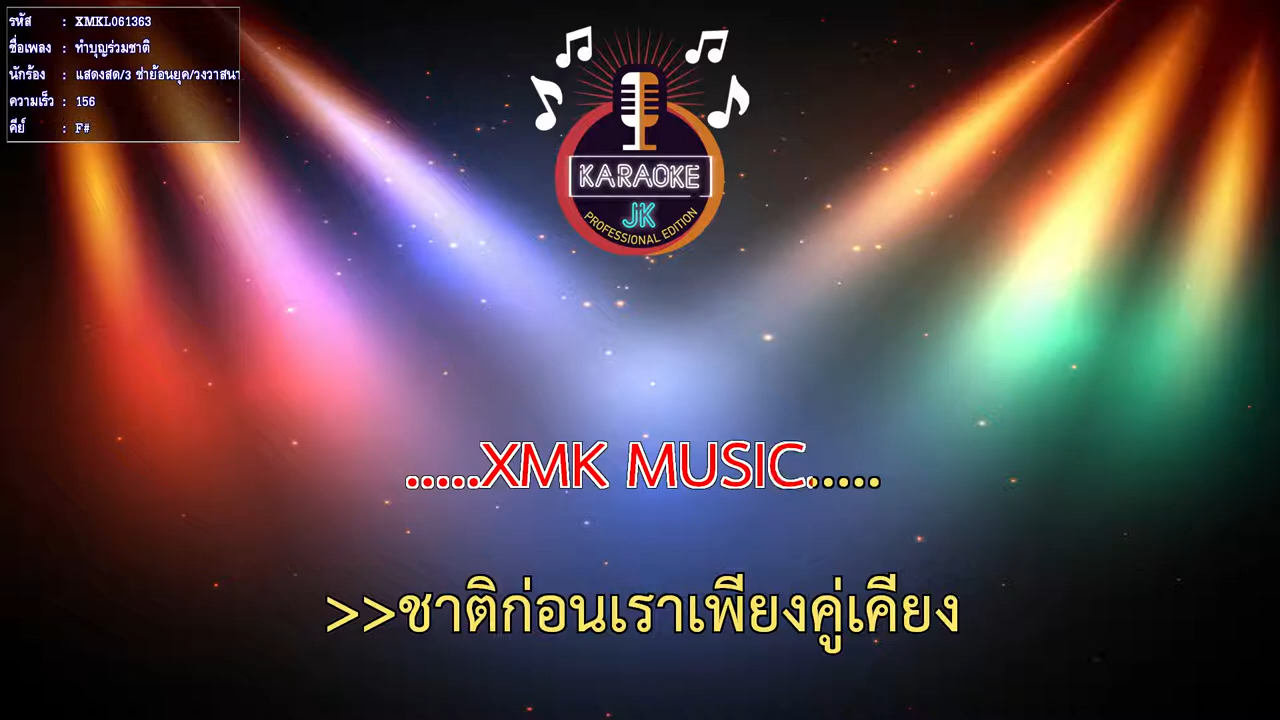 รหัส : XMKL061363
ชื่อเพลง : ทำบุญร่วมชาติ
นักร้อง : แสดงสด/3 ช่าย้อนยุค/วงวาสนา
ความเร็ว : 156
คีย์ : F#
KARAOKE
JK
PROFESSIONAL EDITION
.....XMK MUSIC.....
>>ชาติก่อนเราเพียงคู่เคียง